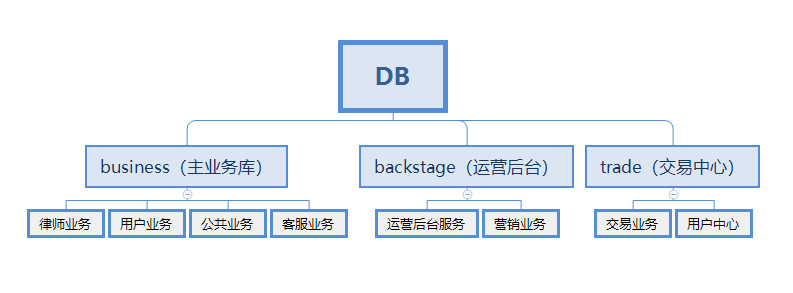 DB
business（主业务库）
backstage（运营后台）
trade（交易中心）
律师业务
用户业务
公共业务
客服业务
运营后台服务
营销业务
交易业务
用户中心